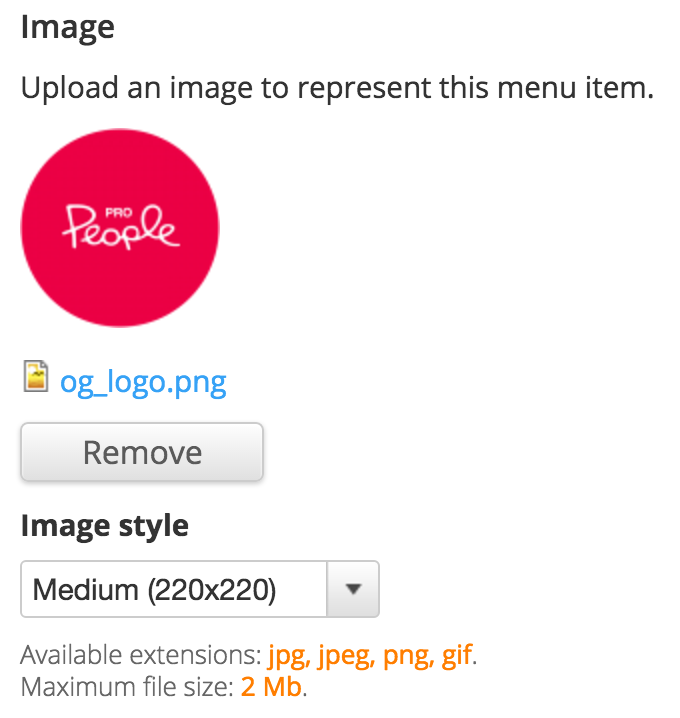 Image
Upload an image to represent this menu item.
PRO
People
og_logo.png
Remove
Image style
Medium (220x220)
Available extensions: jpg, jpeg, png, gif.
Maximum file size: 2 Mb.